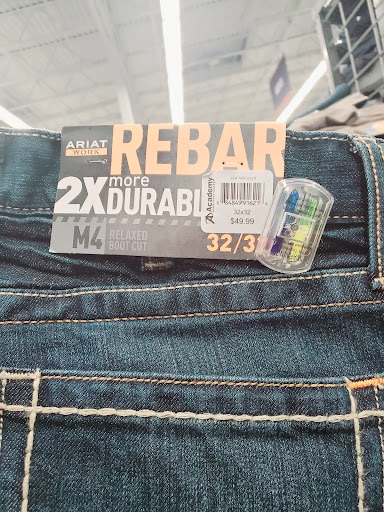 ARIAT
WORK
REBAR
2X more
DURABL
M4 RELAXED
BOOT CUT
32/3
Academy
32x32
$49.99